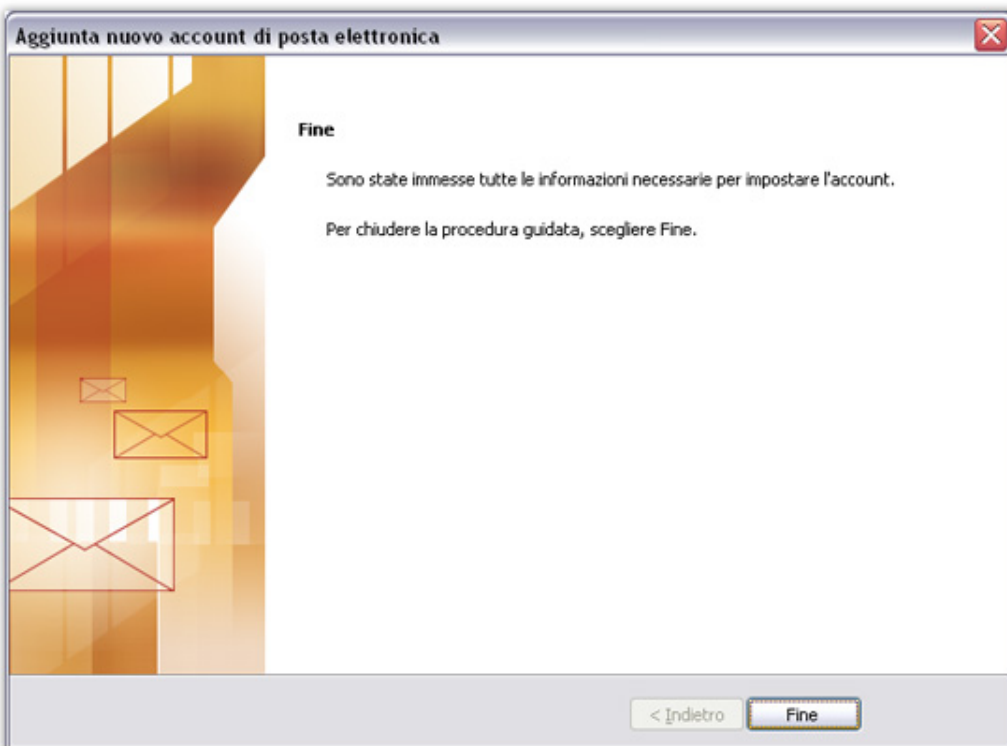 Aggiunta nuovo account di posta elettronica
Fine
Sono state immesse tutte le informazioni necessarie per impostare l'account.
Per chiudere la procedura guidata, scegliere Fine.
< Indietro
Fine